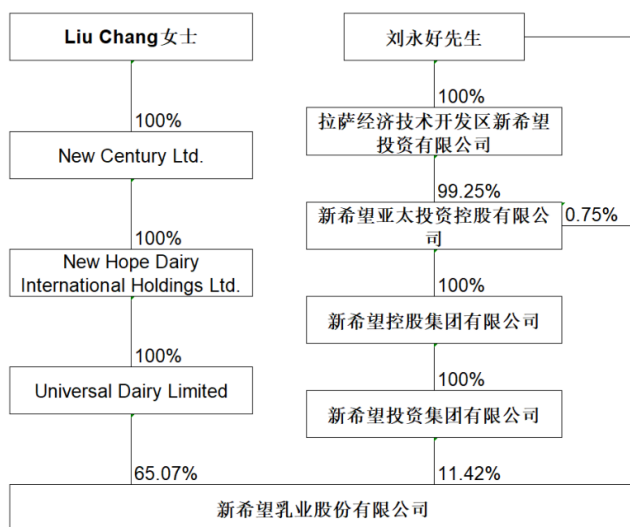 Liu Chang女士
刘永好先生
100%
100%
拉萨经济技术开发区新希望
投资有限公司
New Century Ltd.
99.25%
新希望亚太投资控股有限公
司
0.75%
100%
New Hope Dairy
International Holdings Ltd.
100%
新希望控股集团有限公司
100%
100%
Universal Dairy Limited
新希望投资集团有限公司
65.07%
11.42%
新希望乳业股份有限公司